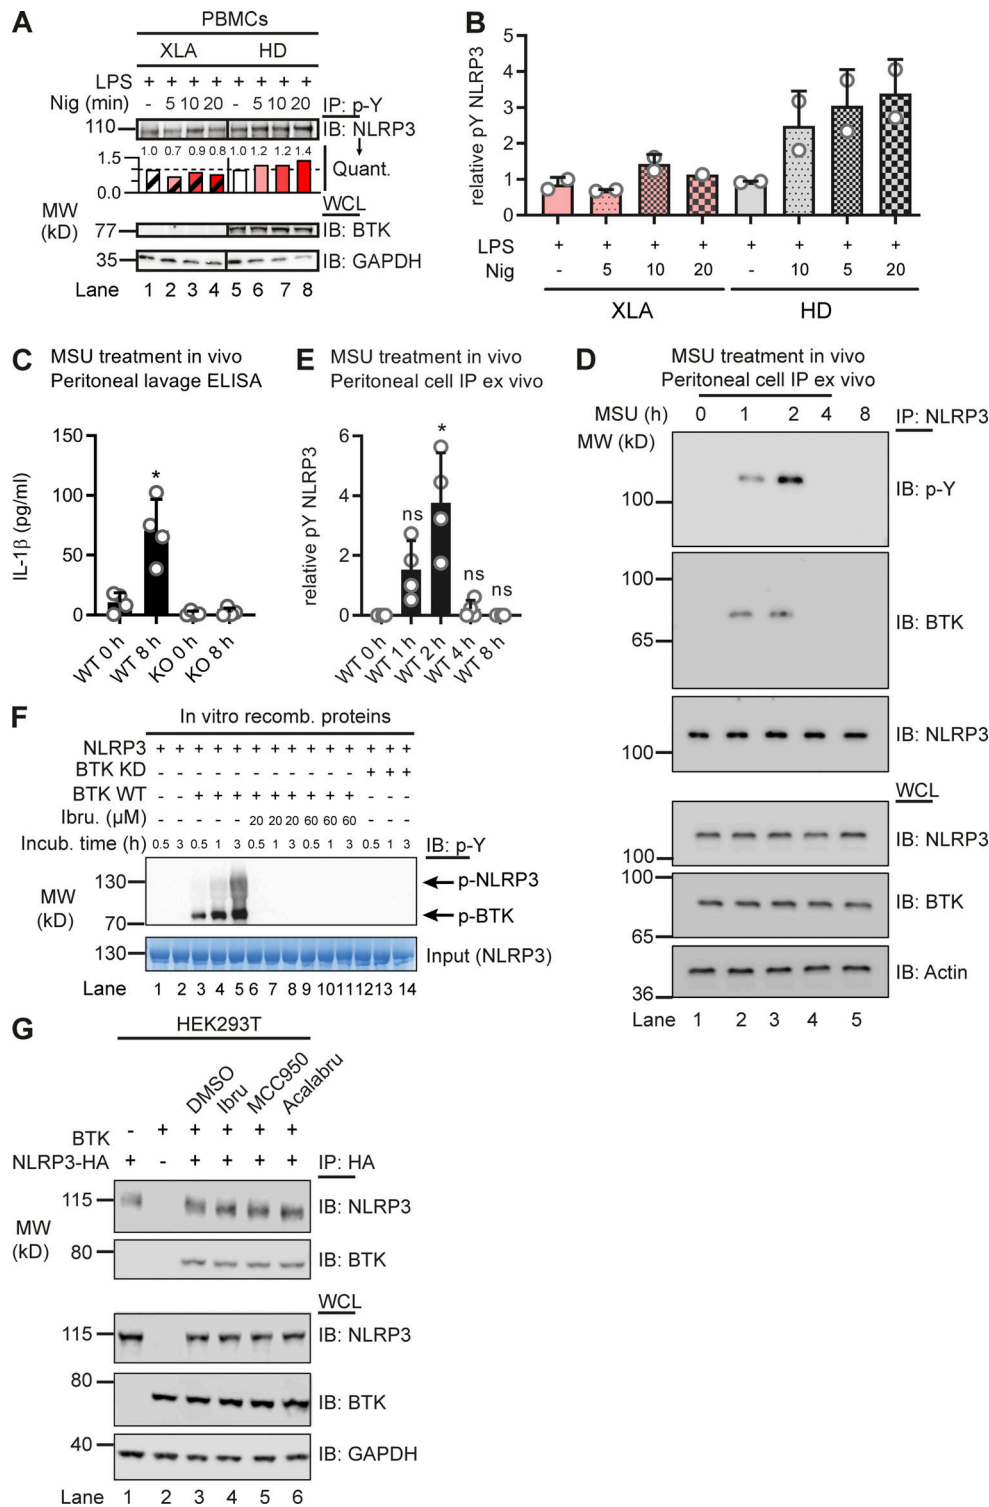 A
PBMCs
XLA HD
LPS + + + + + + + +
Nig (min) - 5 10 20 - 5 10 20 IP: p-Y
110 IB: NLRP3
1.0 0.7 0.9 0.8 1.0 1.2 1.2 1.4
1.5
0.0
Quant.
MW
(kD)
WCL
77 IB: BTK
35 IB: GAPDH
Lane 1 2 3 4 5 6 7 8
B
relative pY NLRP3
5
4
3
2
1
0
LPS + + + + + + + +
Nig - 5 10 20 - 10 5 20
XLA HD
C
MSU treatment in vivo
Peritoneal lavage ELISA
IL-1β (pg/ml)
150
100
50
0
*
WT 0 h
WT 8 h
KO 0 h
KO 8 h
E
MSU treatment in vivo
Peritoneal cell IP ex vivo
relative pY NLRP3
6
4
2
0
ns
*
ns
ns
WT 0 h
WT 1 h
WT 2 h
WT 4 h
WT 8 h
D
MSU treatment in vivo
Peritoneal cell IP ex vivo
MSU (h) 0 1 2 4 8 IP: NLRP3
MW (kD)
100 IB: p-Y
100
65
IB: BTK
100 IB: NLRP3
WCL
100 IB: NLRP3
100
65
IB: BTK
36 IB: Actin
Lane 1 2 3 4 5
F
In vitro recomb. proteins
NLRP3 + + + + + + + + + + + + + +
BTK KD - - - - - - - - - - - + + +
BTK WT - - + + + + + + + + + - - -
Ibru. (µM) - - - - - 20 20 20 60 60 60 - - -
Incub. time (h) 0.5 3 0.5 1 3 0.5 1 3 0.5 1 3 0.5 1 3 IB: p-Y
MW
(kD)
130 p-NLRP3
70 p-BTK
130 Input (NLRP3)
Lane 1 2 3 4 5 6 7 8 9 10 11 12 13 14
G
HEK293T
DMSO
Ibru
MCC950
Acalabru
BTK - + + + + +
NLRP3-HA + - + + + + IP: HA
MW
(kD)
115 IB: NLRP3
80 IB: BTK
WCL
115 IB: NLRP3
80 IB: BTK
40 IB: GAPDH
Lane 1 2 3 4 5 6